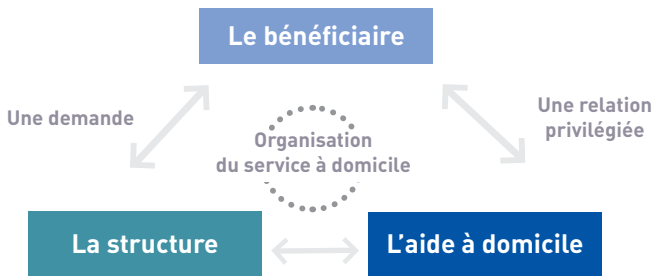 Le bénéficiaire
Une demande
Une relation
privilégiée
Organisation
du service à domicile
La structure
L'aide à domicile